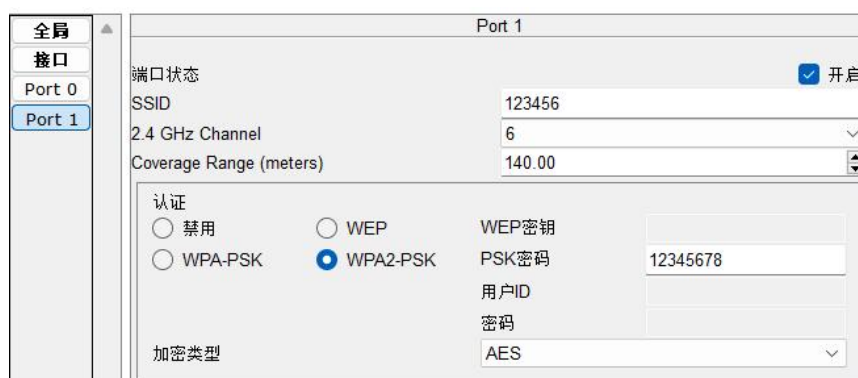 全局
接口
Port 0
Port 1
Port 1
端口状态 开启
SSID 123456
2.4 GHz Channel 6
Coverage Range (meters) 140.00
认证
禁用 WEP WEP密钥
WPA-PSK WPA2-PSK PSK密码 12345678
用户ID
密码
加密类型 AES